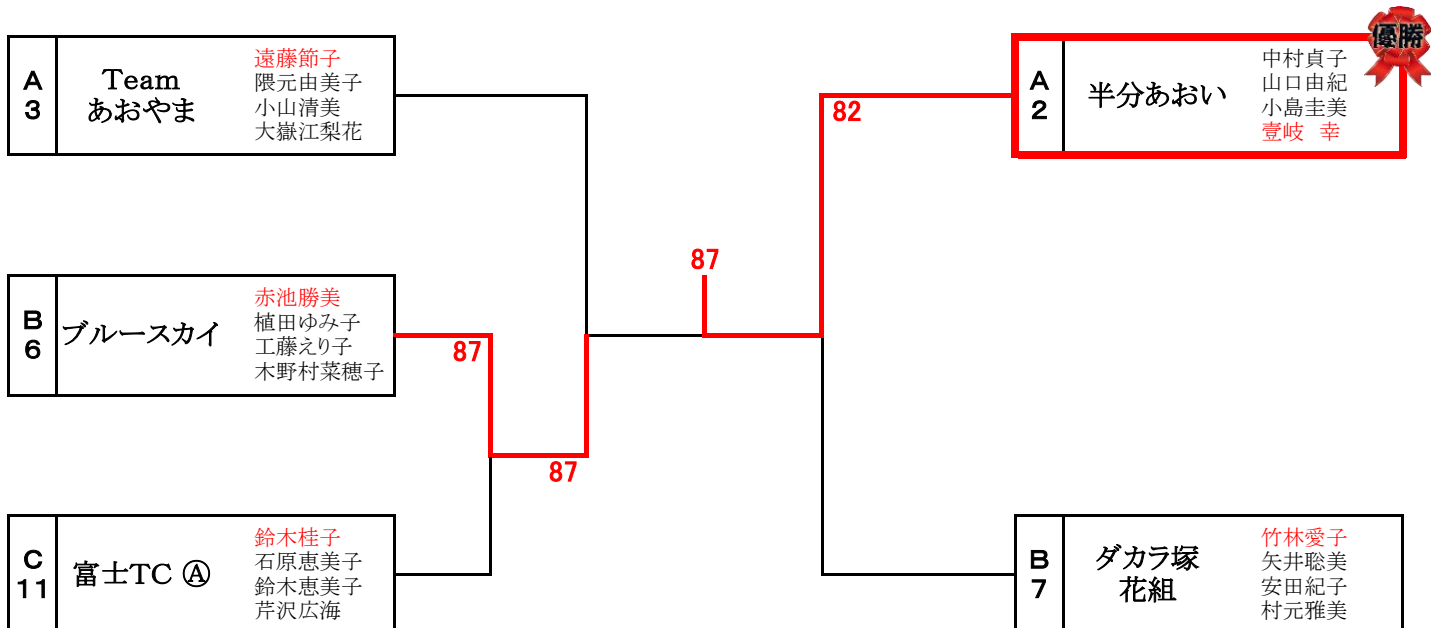 A
3
Team
あおやま
遠藤節子
隈元由美子
小山清美
大嶽江梨花
B
6
ブルースカイ
赤池勝美
植田ゆみ子
工藤えり子
木野村菜穂子
C
11
富士TC Ⓐ
鈴木桂子
石原恵美子
鈴木恵美子
芹沢広海
87
87
87
82
優勝
A
2
半分あおい
中村貞子
山口由紀
小島圭美
壹岐　幸
B
7
ダカラ塚
花組
竹林愛子
矢井聡美
安田紀子
村元雅美